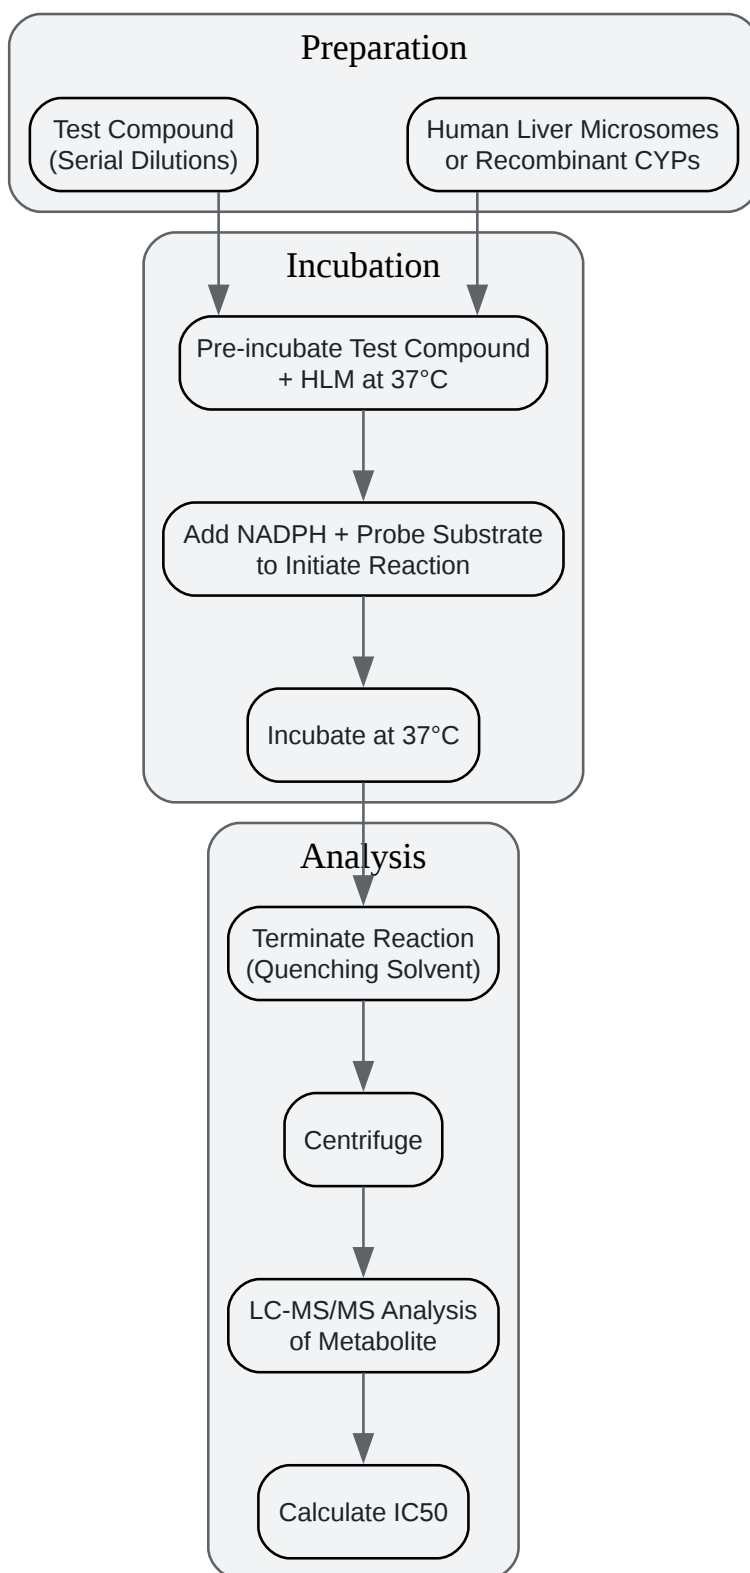 Preparation
Test Compound
(Serial Dilutions)
Human Liver Microsomes
or Recombinant CYPs
Incubation
Pre-incubate Test Compound
+ HLM at 37°C
Add NADPH + Probe Substrate
to Initiate Reaction
Incubate at 37°C
Analysis
Terminate Reaction
(Quenching Solvent)
Centrifuge
LC-MS/MS Analysis
of Metabolite
Calculate IC50